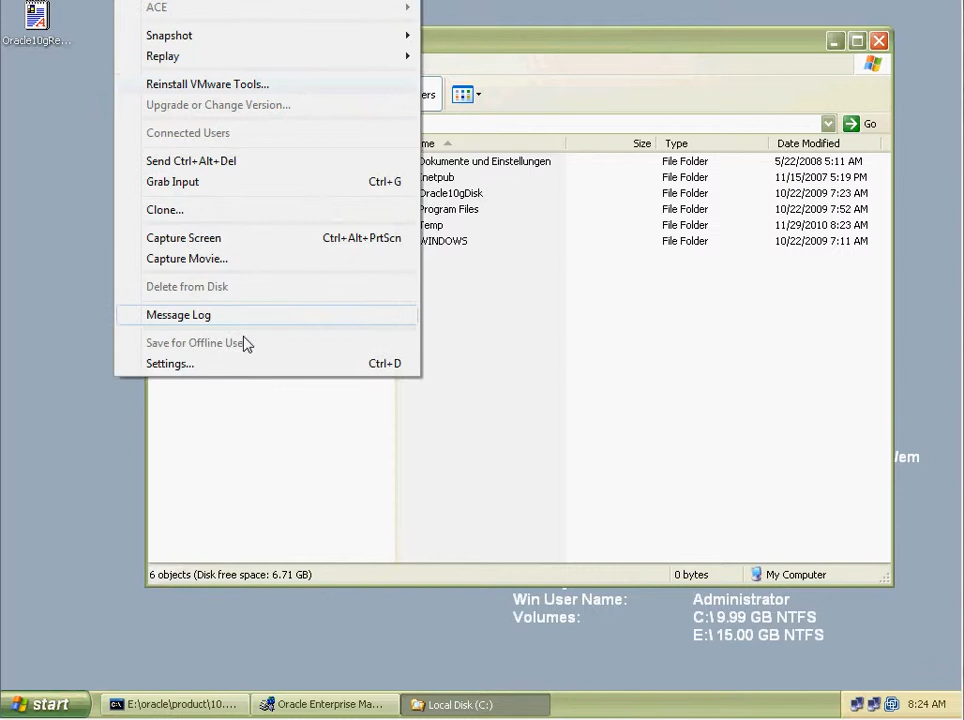 Oracle10gRe...
ACE
Snapshot
Replay
Reinstall VMware Tools...
Upgrade or Change Version...
Connected Users
Send Ctrl+Alt+Del
Grab Input Ctrl+G
Clone...
Capture Screen Ctrl+Alt+PrtScn
Capture Movie...
Delete from Disk
Message Log
Save for Offline Use
Settings... Ctrl+D
ers
Go
me Size Type Date Modified
Dokumente und Einstellungen File Folder 5/22/2008 5:11 AM
Inetpub File Folder 11/15/2007 5:19 PM
Oracle10gDisk File Folder 10/22/2009 7:23 AM
Program Files File Folder 10/22/2009 7:52 AM
Temp File Folder 11/29/2010 8:23 AM
WINDOWS File Folder 10/22/2009 7:11 AM
6 objects (Disk free space: 6.71 GB) 0 bytes My Computer
Win User Name: Administrator
Volumes: C:\ 9.99 GB NTFS
E:\ 15.00 GB NTFS
start E:\oracle\product\10.... Oracle Enterprise Ma... Local Disk (C:) 8:24 AM